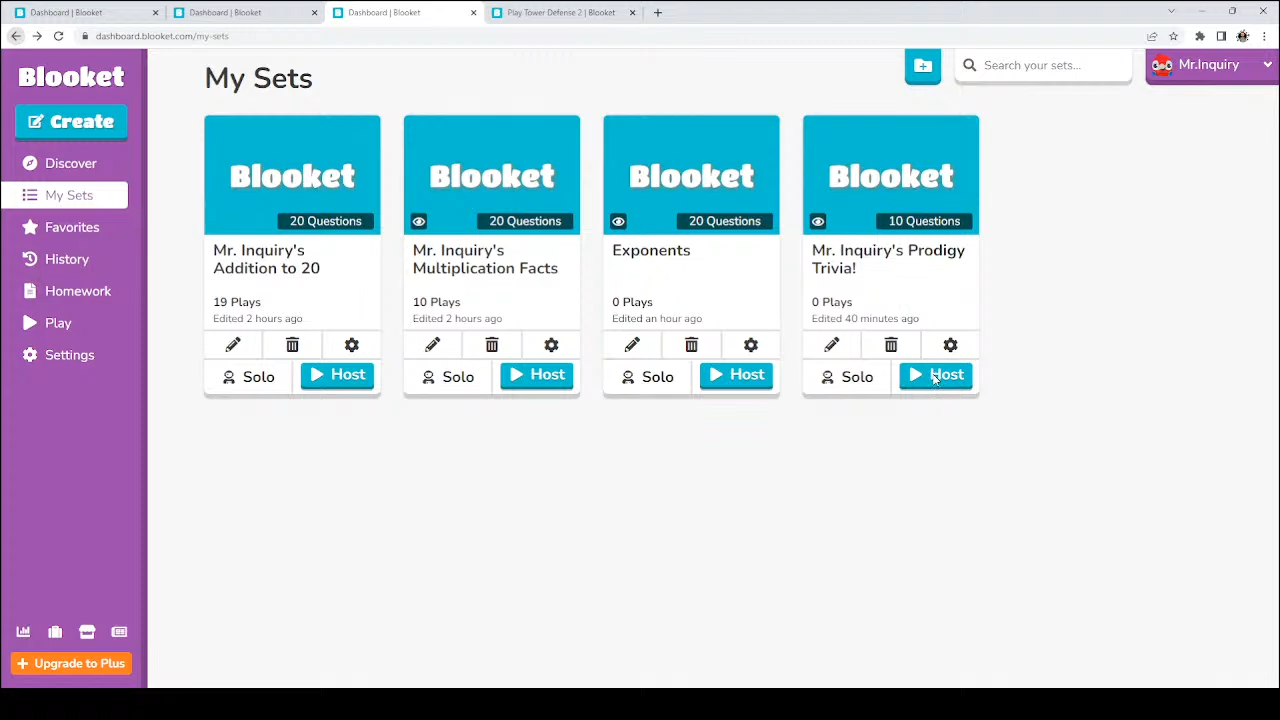 Dashboard | Blooket
Dashboard | Blooket
Dashboard | Blooket
Play Tower Defense 2 | Blooket
dashboard.blooket.com/my-sets
Blooket
Create
Discover
My Sets
Favorites
History
Homework
Play
Settings
Upgrade to Plus
My Sets
Search your sets...
Mr.Inquiry
Blooket
20 Questions
Mr. Inquiry's
Addition to 20
19 Plays
Edited 2 hours ago
Solo
Host
Blooket
20 Questions
Mr. Inquiry's
Multiplication Facts
10 Plays
Edited 2 hours ago
Solo
Host
Blooket
20 Questions
Exponents
0 Plays
Edited an hour ago
Solo
Host
Blooket
10 Questions
Mr. Inquiry's Prodigy
Trivia!
0 Plays
Edited 40 minutes ago
Solo
Host